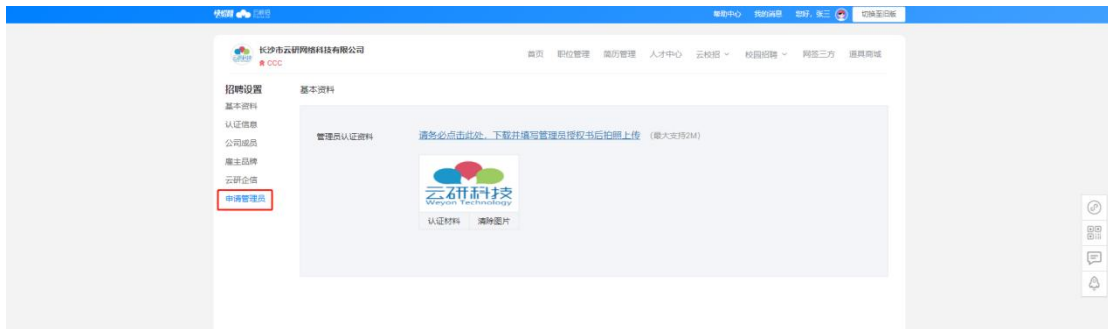 帮助中心 我的消息 您好，张三 切换至旧版
长沙市云研网络科技有限公司
CCC
首页 职位管理 简历管理 人才中心 云校招 校园招聘 网签三方 道具商城
招聘设置 基本资料
基本资料
认证信息
公司成员
雇主品牌
云研企信
申请管理员
管理员认证资料 请务必点击此处，下载并填写管理员授权书后拍照上传 (最大支持2M)
云研科技
Weyon Technology
认证材料 清除图片